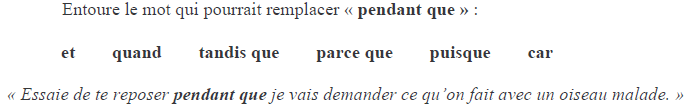 Entoure le mot qui pourrait remplacer « pendant que » :
et quand tandis que parce que puisque car
« Essaie de te reposer pendant que je vais demander ce qu’on fait avec un oiseau malade. »